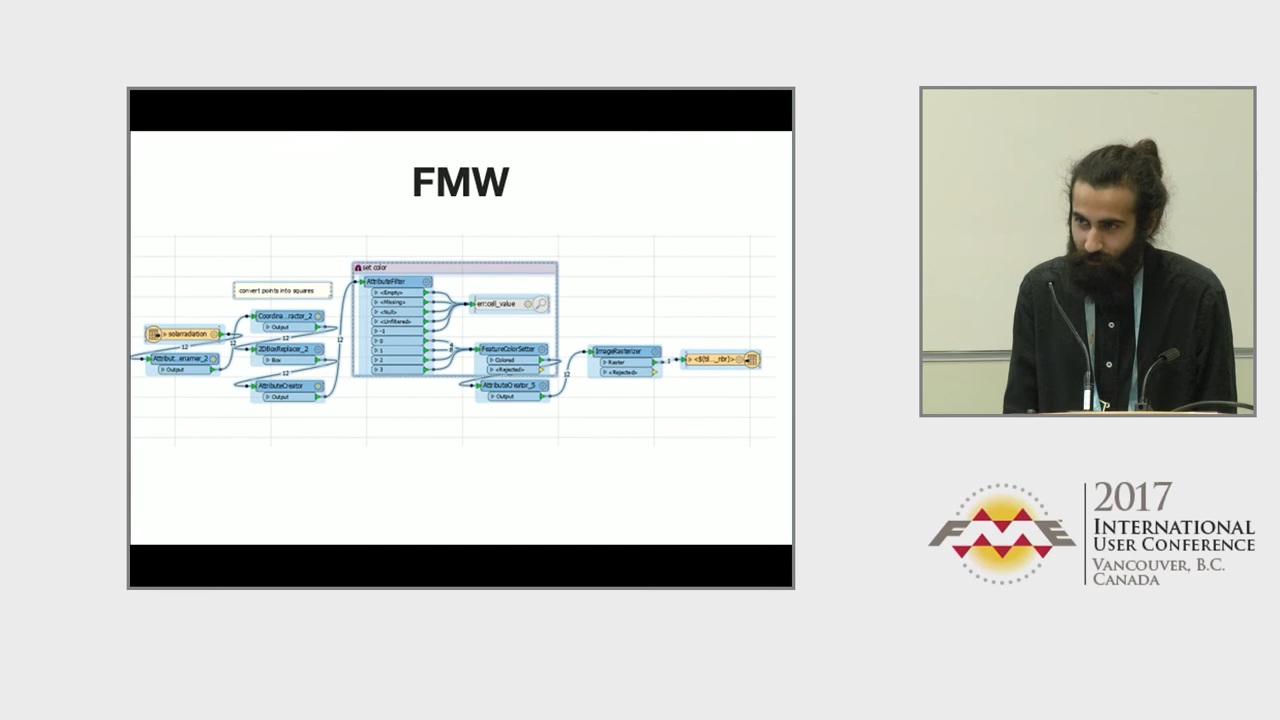 FMW
set color
convert points into squares
AttributeFilter
<Empty>
<Missing>
<Null>
<Unfiltered>
-1
0
1
2
3
err:cell_value
solarradiation
12
Attribut...enamer_2
Output
12
Coordina...ractor_2
Output
12
2DBoxReplacer_2
Box
12
AttributeCreator
Output
12
FeatureColorSetter
Colored
<Rejected>
AttributeCreator_5
Output
12
ImageRasterizer
Raster
<Rejected>
1
FME
2017
INTERNATIONAL
USER CONFERENCE
VANCOUVER, B.C.
CANADA